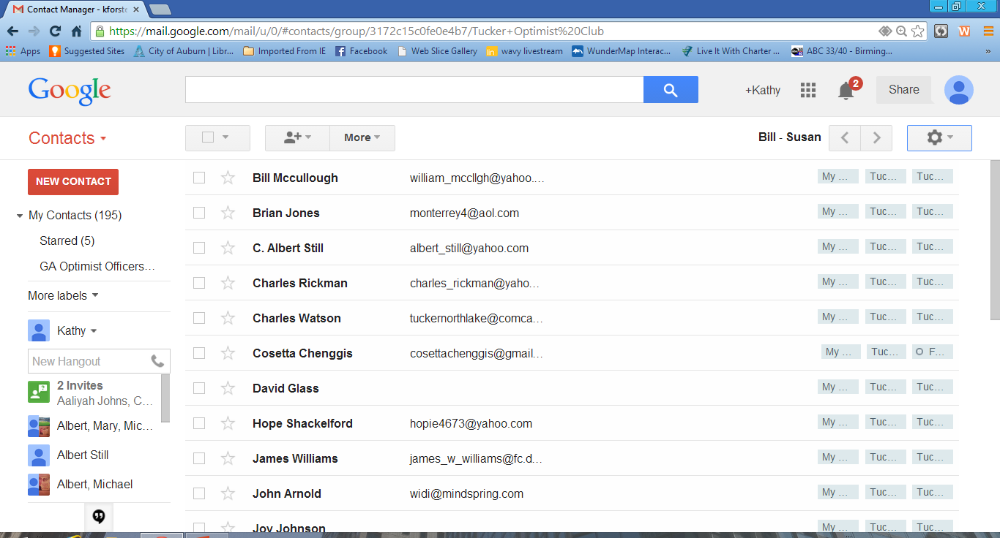 Contact Manager - kforste
https://mail.google.com/mail/u/0/#contacts/group/3172c15c0fe0e4b7/Tucker+Optimist%20Club
Apps Suggested Sites City of Auburn | Libr... Imported From IE Facebook Web Slice Gallery wavy livestream WunderMap Interac... Live It With Charter ... ABC 33/40 - Birming... »
Google +Kathy 2 Share
Contacts More Bill - Susan
NEW CONTACT
My Contacts (195)
Starred (5)
GA Optimist Officers...
More labels
Kathy
New Hangout
2 Invites
Aaliyah Johns, C...
Albert, Mary, Mic...
Albert Still
Albert, Michael
Bill Mccullough william_mccllgh@yahoo.... My ... Tuc... Tuc...
Brian Jones monterrey4@aol.com My ... Tuc... Tuc...
C. Albert Still albert_still@yahoo.com My ... Tuc... Tuc...
Charles Rickman charles_rickman@yaho... My ... Tuc... Tuc...
Charles Watson tuckernorthlake@comca... My ... Tuc... Tuc...
Cosetta Chenggis cosettachenggis@gmail... My ... Tuc... F...
David Glass My ... Tuc... Tuc...
Hope Shackelford hopie4673@yahoo.com My ... Tuc... Tuc...
James Williams james_w_williams@fc.d... My ... Tuc... Tuc...
John Arnold widi@mindspring.com My ... Tuc... Tuc...
Joy Johnson My ... Tuc... Tuc...